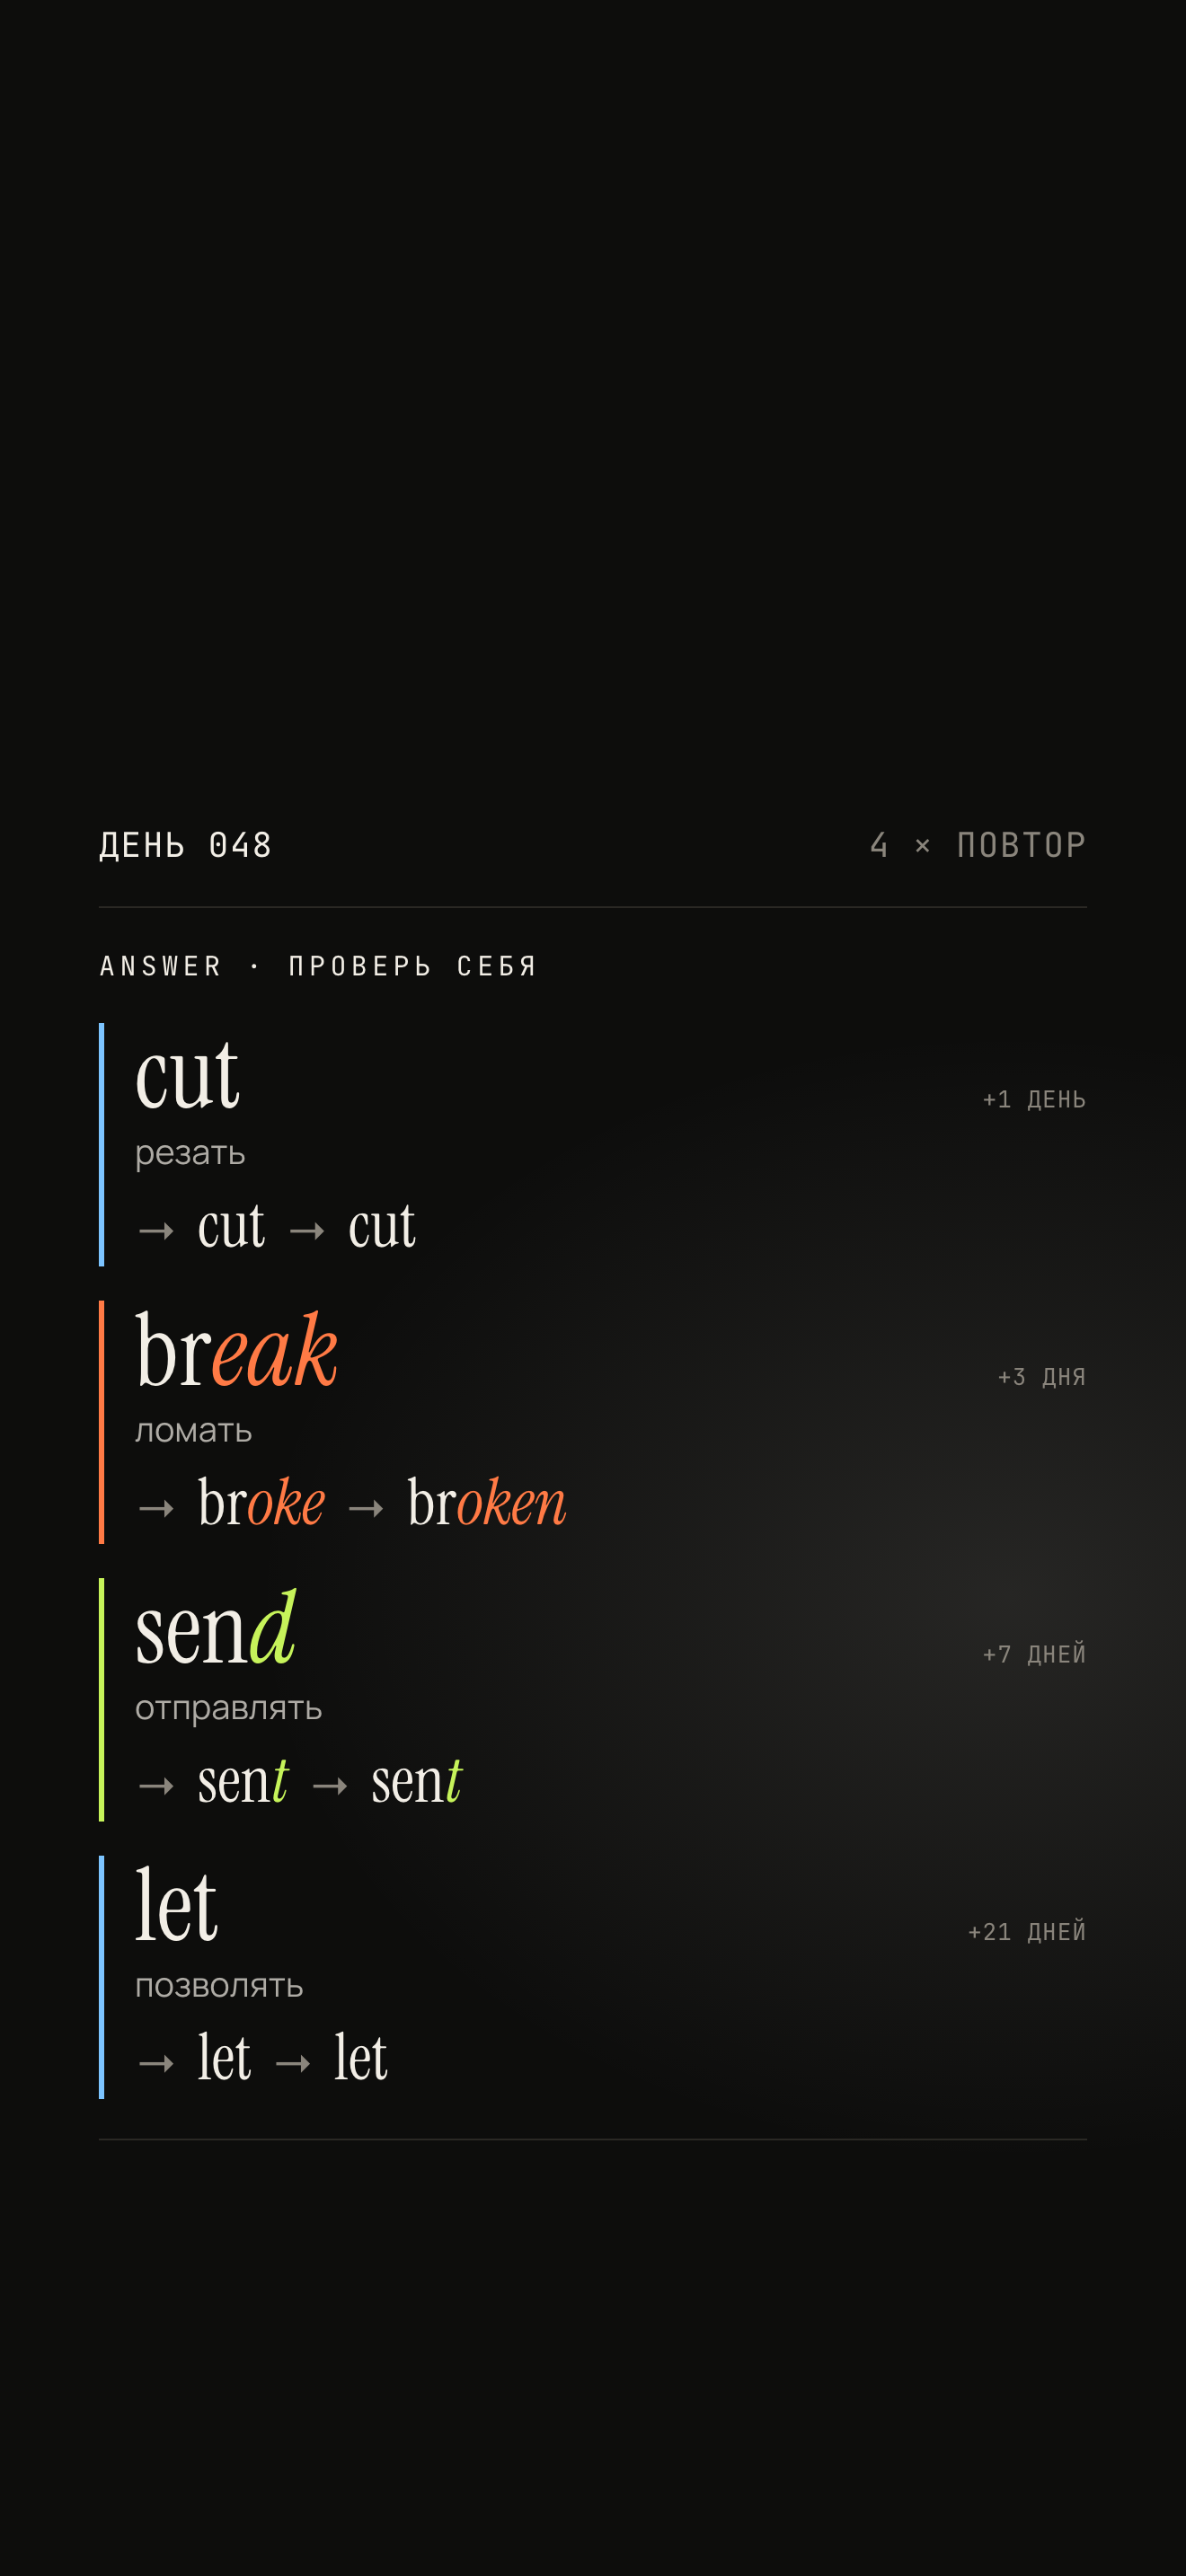 ДЕНЬ 048 4 × ПОВТОР
ANSWER · ПРОВЕРЬ СЕБЯ
cut
+1 ДЕНЬ
резать
→ cut → cut
break
+3 ДНЯ
ломать
→ broke → broken
send
+7 ДНЕЙ
отправлять
→ sent → sent
let
+21 ДНЕЙ
позволять
→ let → let